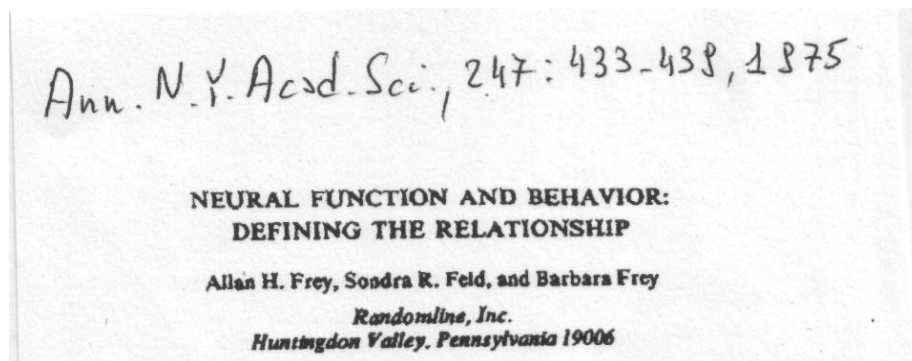 Ann. N.Y. Acad. Sci., 247: 433-439, 1975
NEURAL FUNCTION AND BEHAVIOR:
DEFINING THE RELATIONSHIP
Allan H. Frey, Sondra R. Feld, and Barbara Frey
Randomline, Inc.
Huntingdon Valley, Pennsylvania 19006